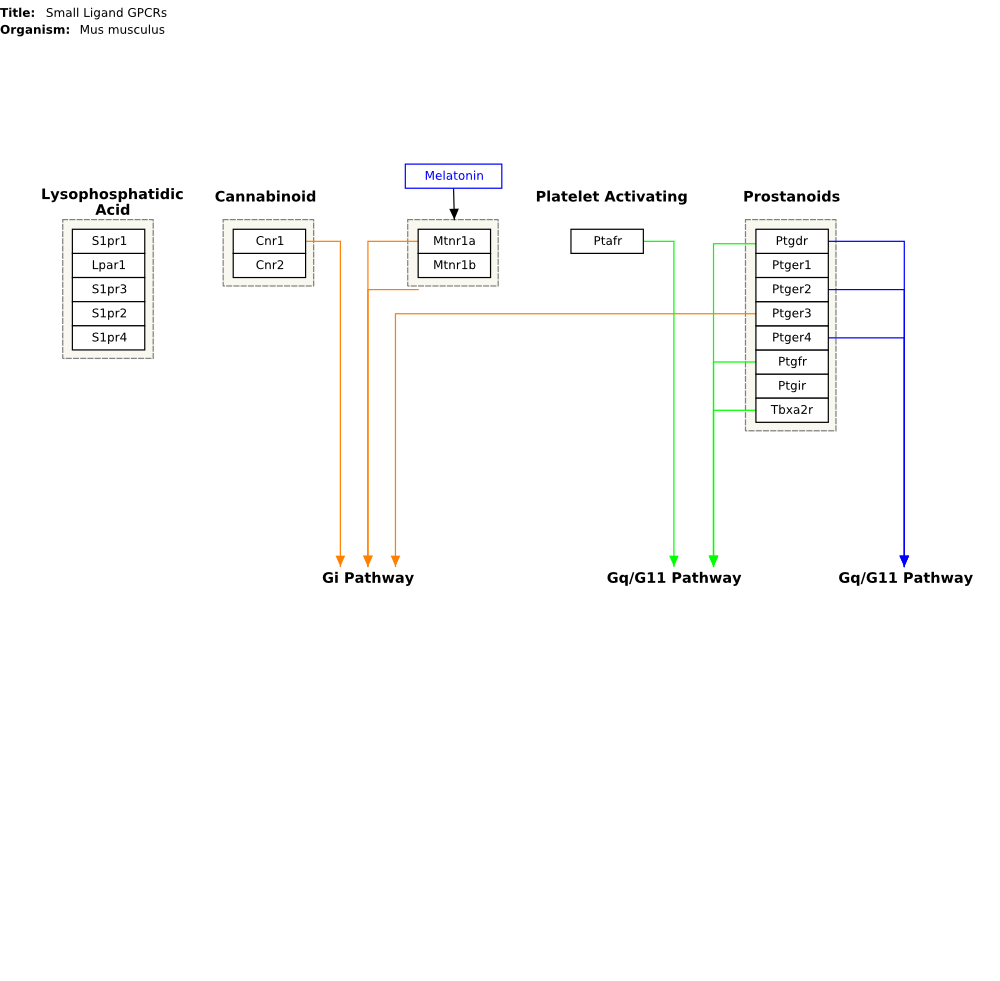 Title: Small Ligand GPCRs
Organism: Mus musculus
Melatonin
Lysophosphatidic
Acid
Cannabinoid
Platelet Activating
Prostanoids
S1pr1
Lpar1
S1pr3
S1pr2
S1pr4
Cnr1
Cnr2
Mtnr1a
Mtnr1b
Ptafr
Ptgdr
Ptger1
Ptger2
Ptger3
Ptger4
Ptgfr
Ptgir
Tbxa2r
Gi Pathway
Gq/G11 Pathway
Gq/G11 Pathway